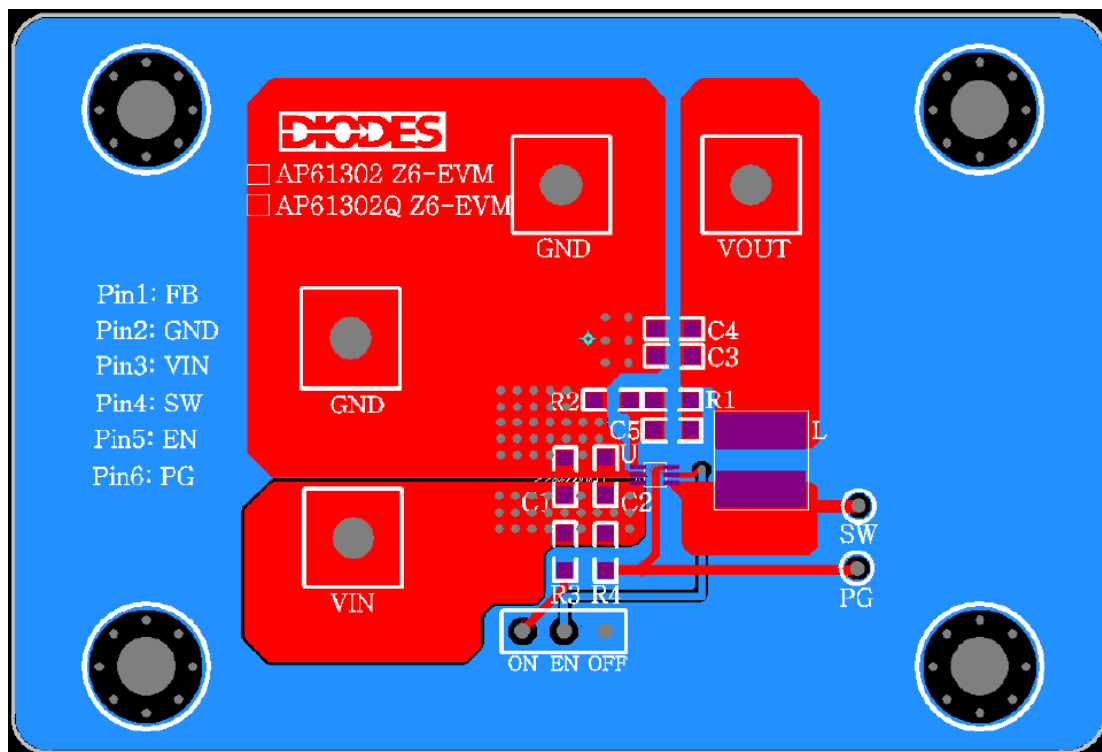 DIODES
AP61302 Z6-EVM
AP61302Q Z6-EVM
GND
VOUT
Pin1: FB
Pin2: GND
Pin3: VIN
Pin4: SW
Pin5: EN
Pin6: PG
GND
C4
C3
R2
R1
C5
L
U
C1
C2
SW
VIN
R3
R4
PG
ON
EN
OFF